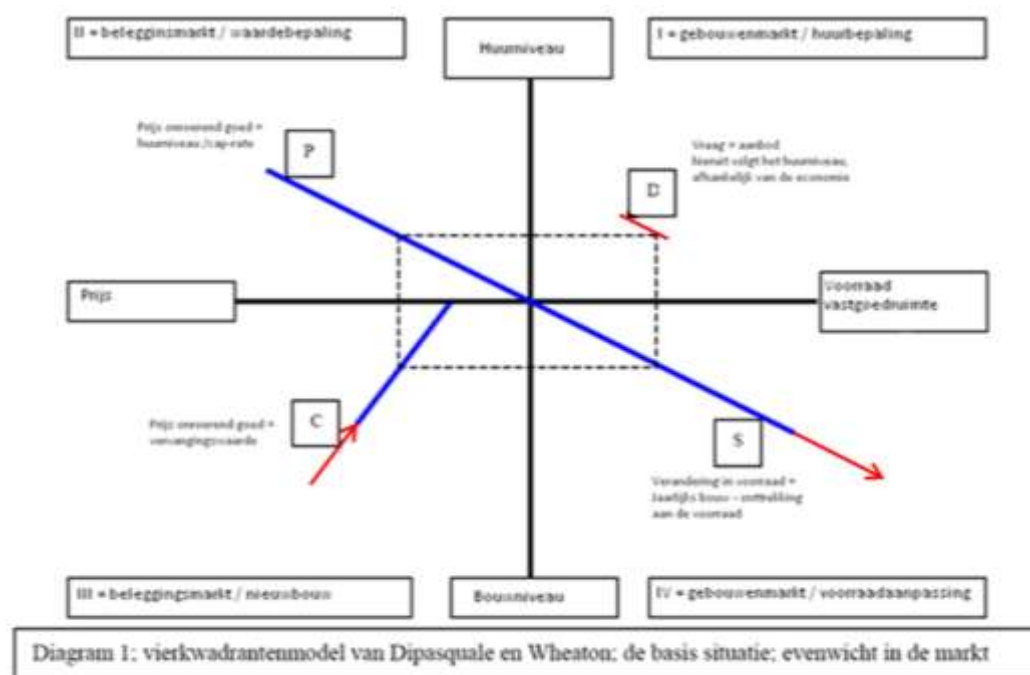 II = belegginsmarkt / waardebepaling
Huurniveau
I = gebouwenmarkt / huurbepaling
Prijs onroerend goed =
huurniveau /cap-rate
P
Vraag = aanbod
hieruit volgt het huurniveau,
afhankelijk van de economie
D
Prijs
Voorraad
vastgoedruimte
Prijs onroerend goed =
vervangingswaarde
C
S
Verandering in voorraad =
Jaarlijks bouw - onttrekking
aan de voorraad
III = beleggingsmarkt / nieuwbouw
Bouwniveau
IV = gebouwenmarkt / voorraadaanpassing
Diagram 1; vierkwadrantenmodel van Dipasquale en Wheaton; de basis situatie; evenwicht in de markt